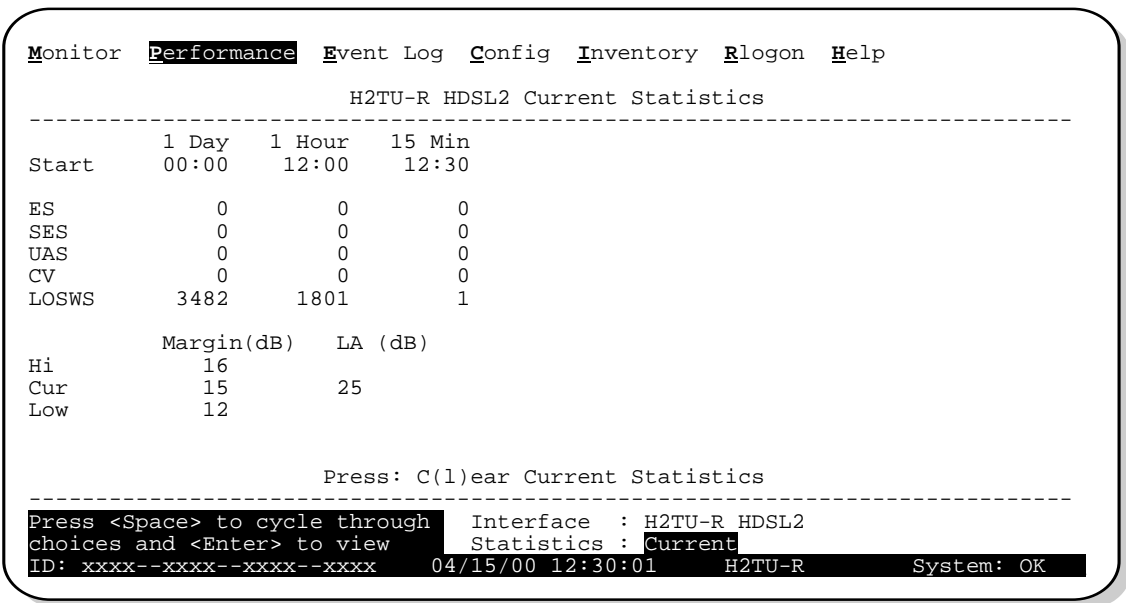 Monitor  Performance  Event Log  Config  Inventory  Rlogon  Help
H2TU-R HDSL2 Current Statistics
------------------------------------------------------------------------------
          1 Day   1 Hour   15 Min
Start     00:00    12:00    12:30
ES            0        0        0
SES           0        0        0
UAS           0        0        0
CV            0        0        0
LOSWS      3482     1801        1
          Margin(dB)   LA (dB)
Hi           16
Cur          15        25
Low          12
Press: C(l)ear Current Statistics
------------------------------------------------------------------------------
Press <Space> to cycle through   Interface  : H2TU-R HDSL2
choices and <Enter> to view      Statistics : Current
ID: xxxx--xxxx--xxxx--xxxx    04/15/00 12:30:01     H2TU-R       System: OK